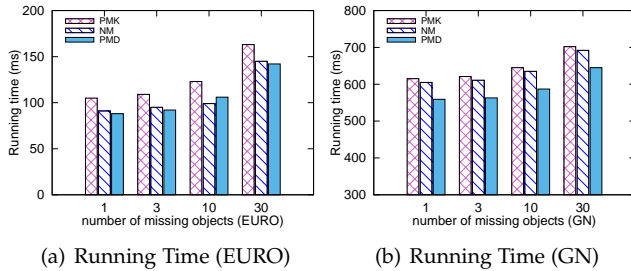 200
150
100
50
0
Running time (ms)
PMK
NM
PMD
1 3 10 30
number of missing objects (EURO)
(a) Running Time (EURO)
800
700
600
500
400
300
Running time (ms)
PMK
NM
PMD
1 3 10 30
number of missing objects (GN)
(b) Running Time (GN)